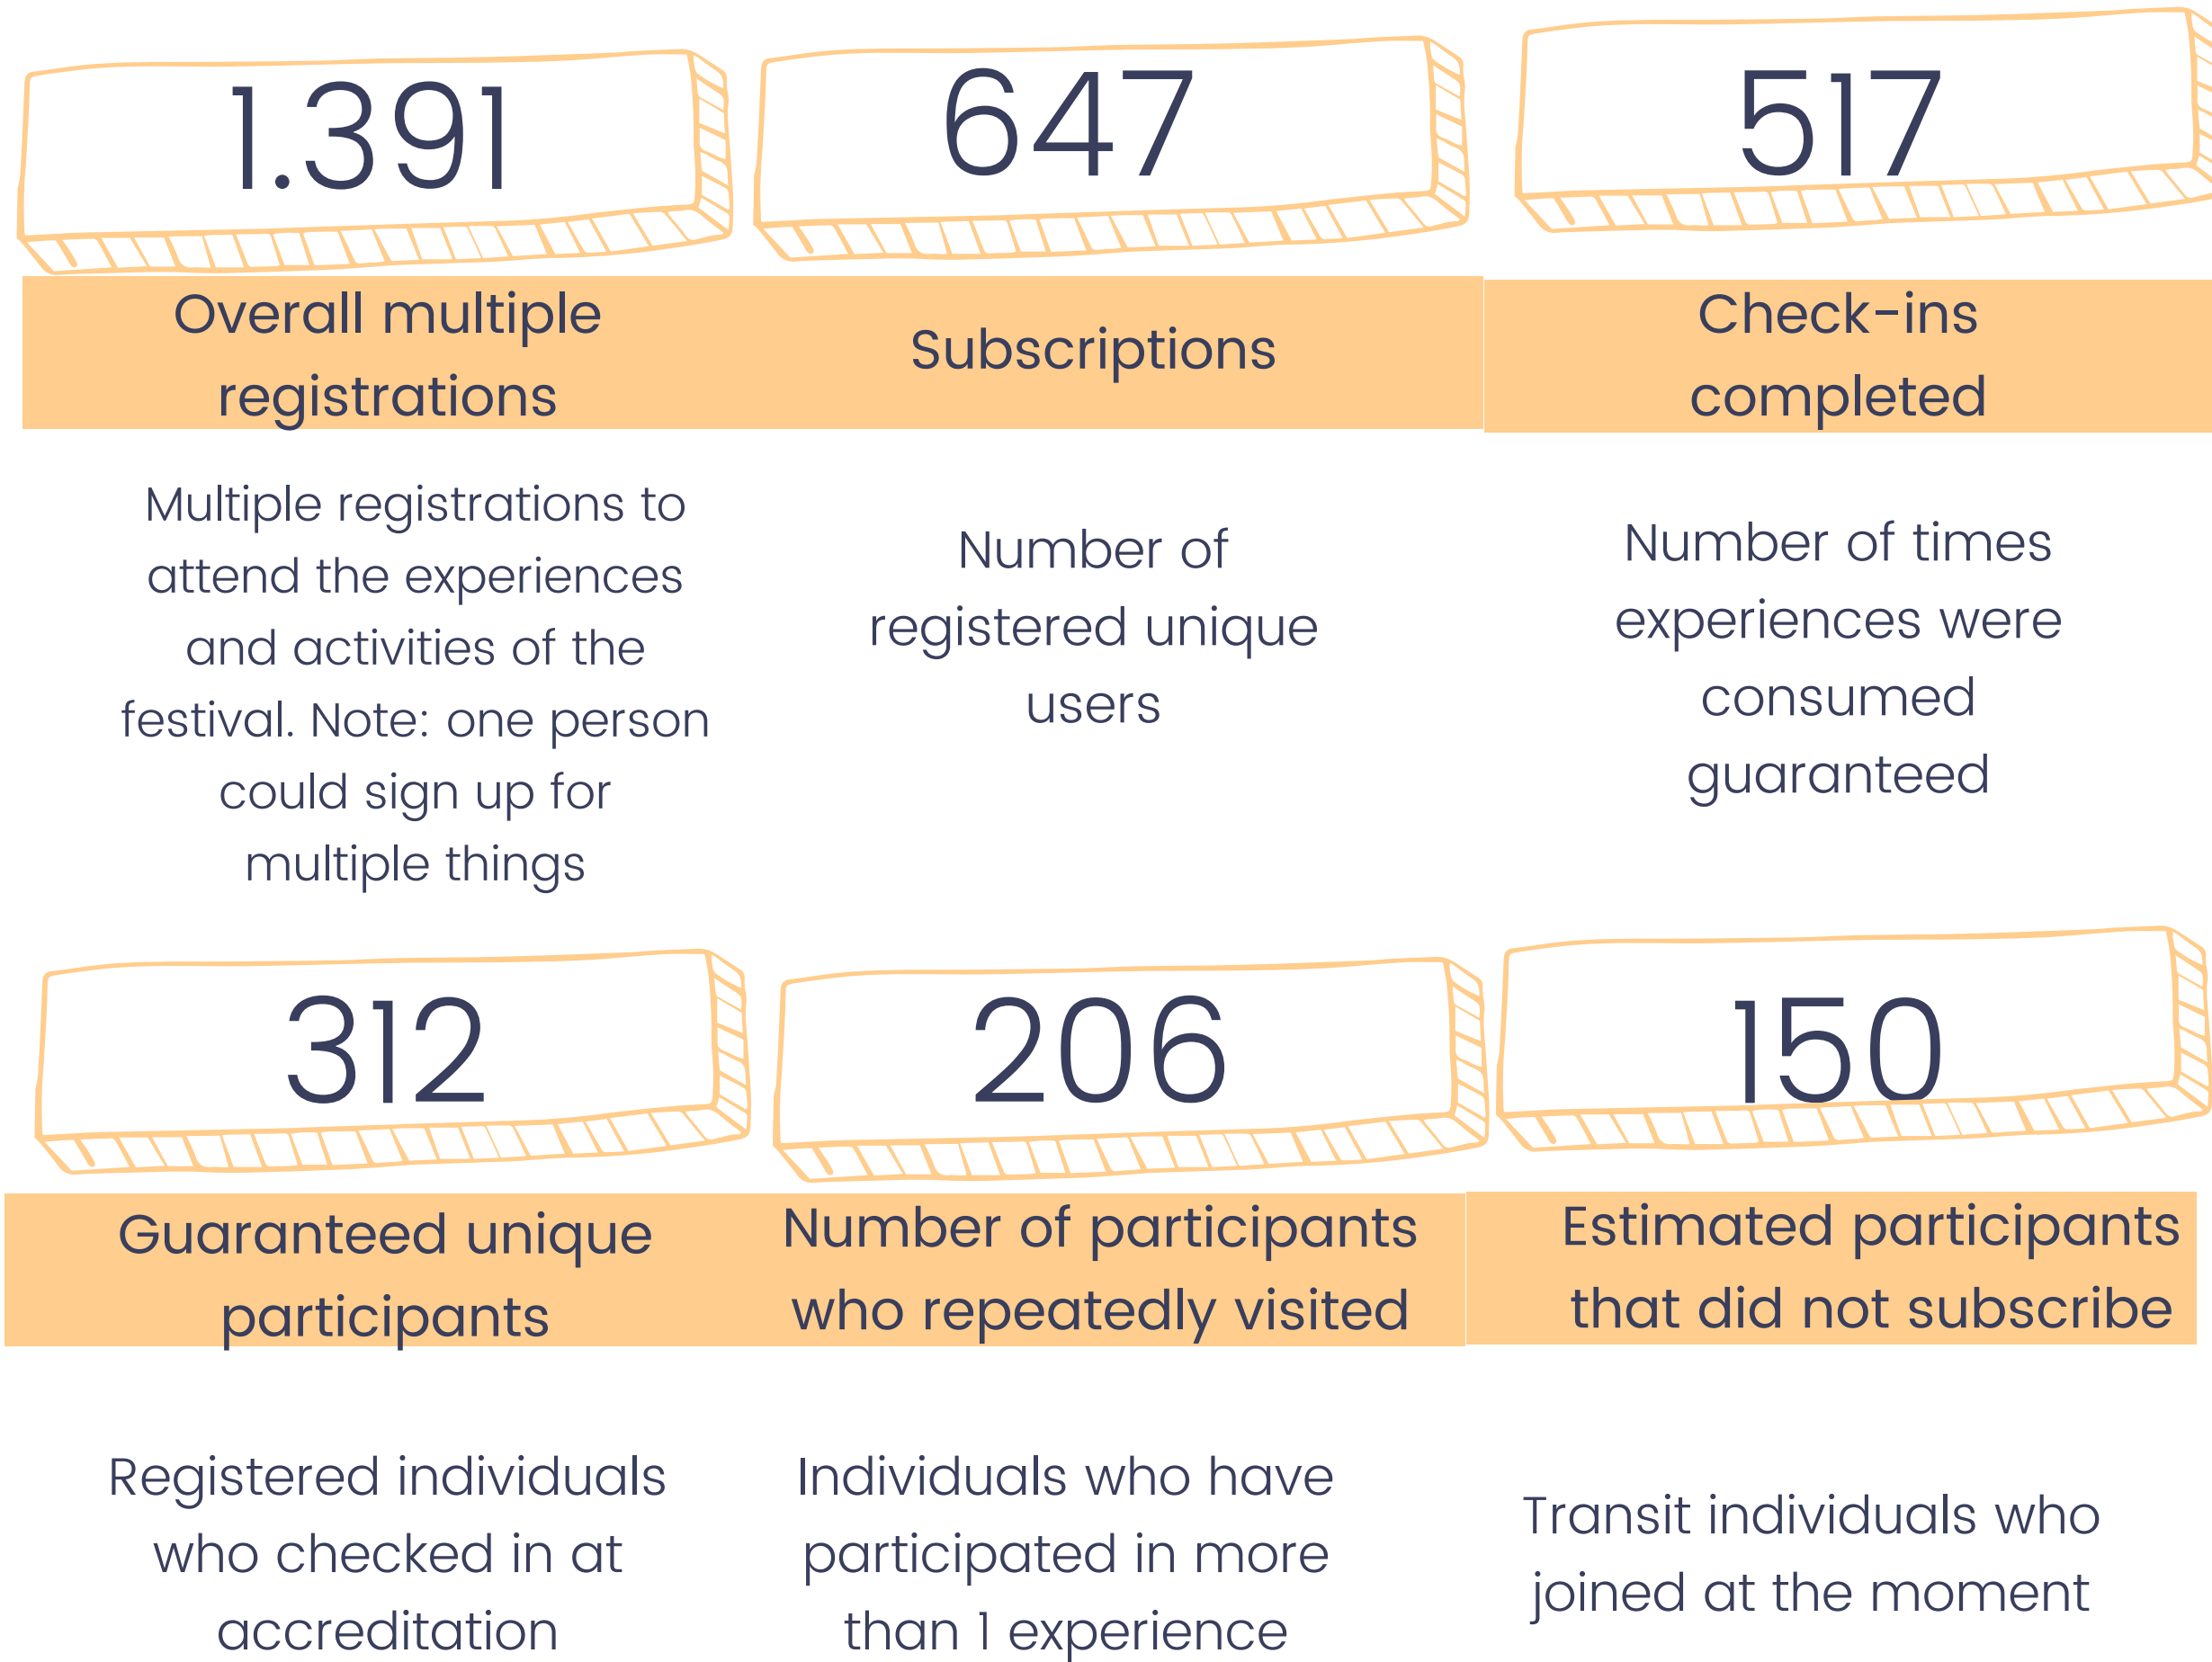 1.391
Overall multiple
registrations
Multiple registrations to
attend the experiences
and activities of the
festival. Note: one person
could sign up for
multiple things
647
Subscriptions
Number of
registered unique
users
517
Check-ins
completed
Number of times
experiences were
consumed
guaranteed
312
Guaranteed unique
participants
Registered individuals
who checked in at
accreditation
206
Number of participants
who repeatedly visited
Individuals who have
participated in more
than 1 experience
150
Estimated participants
that did not subscribe
Transit individuals who
joined at the moment